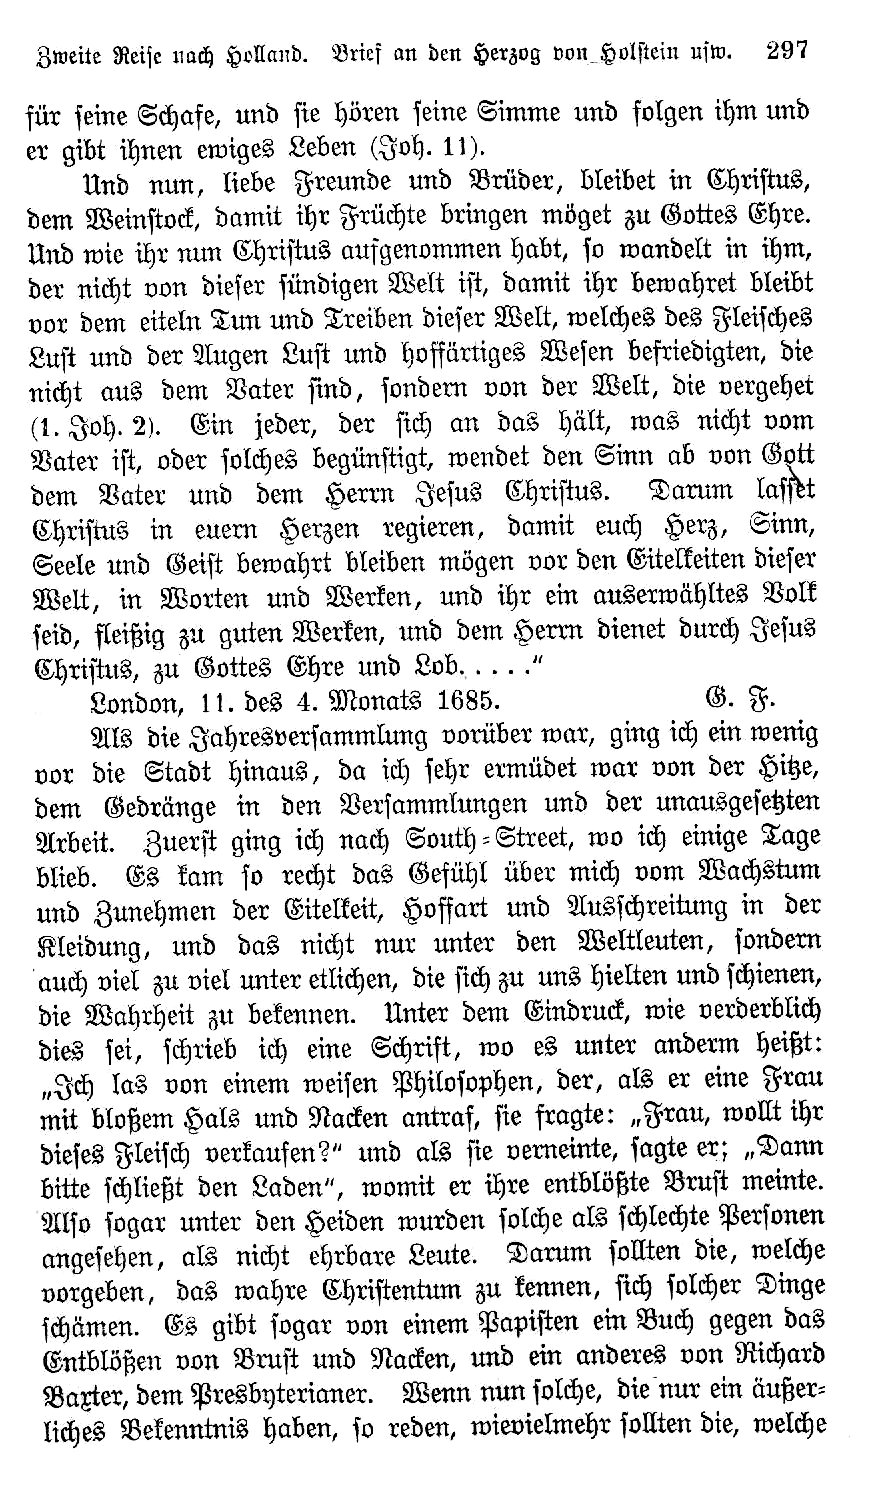 Zweite Reise nach Holland. Brief an den Herzog von Holstein usw. 297
für seine Schafe, und sie hören seine Simme und folgen ihm und
er gibt ihnen ewiges Leben (Joh. 11).
Und nun, liebe Freunde und Brüder, bleibet in Christus,
dem Weinstock, damit ihr Früchte bringen möget zu Gottes Ehre.
Und wie ihr nun Christus aufgenommen habt, so wandelt in ihm,
der nicht von dieser sündigen Welt ist, damit ihr bewahret bleibt
vor dem eiteln Tun und Treiben dieser Welt, welches des Fleisches
Lust und der Augen Lust und hoffärtiges Wesen befriedigten, die
nicht aus dem Vater sind, sondern von der Welt, die vergehet
(1. Joh. 2). Ein jeder, der sich an das hält, was nicht vom
Vater ist, oder solches begünstigt, wendet den Sinn ab von Gott
dem Vater und dem Herrn Jesus Christus. Darum lasset
Christus in euern Herzen regieren, damit euch Herz, Sinn,
Seele und Geist bewahrt bleiben mögen vor den Eitelkeiten dieser
Welt, in Worten und Werken, und ihr ein auserwähltes Volk
seid, fleißig zu guten Werken, und dem Herrn dienet durch Jesus
Christus, zu Gottes Ehre und Lob. . . . ."
London, 11. des 4. Monats 1685. G. F.
Als die Jahresversammlung vorüber war, ging ich ein wenig
vor die Stadt hinaus, da ich sehr ermüdet war von der Hitze,
dem Gedränge in den Versammlungen und der unausgesetzten
Arbeit. Zuerst ging ich nach South-Street, wo ich einige Tage
blieb. Es kam so recht das Gefühl über mich vom Wachstum
und Zunehmen der Eitelkeit, Hoffart und Ausschreitung in der
Kleidung, und das nicht nur unter den Weltleuten, sondern
auch viel zu viel unter etlichen, die sich zu uns hielten und schienen,
die Wahrheit zu bekennen. Unter dem Eindruck, wie verderblich
dies sei, schrieb ich eine Schrift, wo es unter anderm heißt:
„Ich las von einem weisen Philosophen, der, als er eine Frau
mit bloßem Hals und Nacken antraf, sie fragte: „Frau, wollt ihr
dieses Fleisch verkaufen?" und als sie verneinte, sagte er; „Dann
bitte schließt den Laden", womit er ihre entblößte Brust meinte.
Also sogar unter den Heiden wurden solche als schlechte Personen
angesehen, als nicht ehrbare Leute. Darum sollten die, welche
vorgeben, das wahre Christentum zu kennen, sich solcher Dinge
schämen. Es gibt sogar von einem Papisten ein Buch gegen das
Entblößen von Brust und Nacken, und ein anderes von Richard
Baxter, dem Presbyterianer. Wenn nun solche, die nur ein äußer-
liches Bekenntnis haben, so reden, wievielmehr sollten die, welche